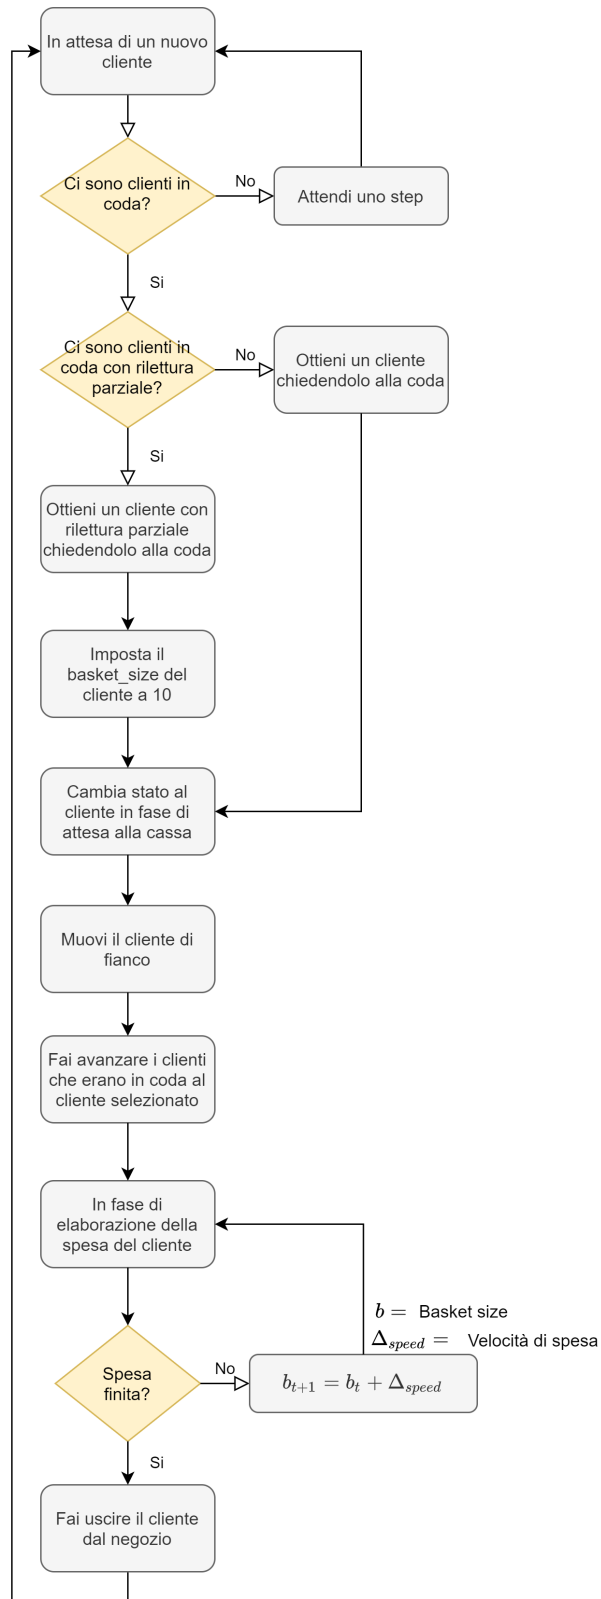 In attesa di un nuovo
cliente
Ci sono clienti in
coda?
No
Attendi uno step
Si
Ci sono clienti in
coda con rilettura
parziale?
No
Ottieni un cliente
chiedendolo alla coda
Si
Ottieni un cliente con
rilettura parziale
chiedendolo alla coda
Imposta il
basket_size del
cliente a 10
Cambia stato al
cliente in fase di
attesa alla cassa
Muovi il cliente di
fianco
Fai avanzare i clienti
che erano in coda al
cliente selezionato
In fase di
elaborazione della
spesa del cliente
b = Basket size
Δ_{speed} = Velocità di spesa
Spesa
finita?
No
b_{t+1} = b_t + Δ_{speed}
Si
Fai uscire il cliente
dal negozio